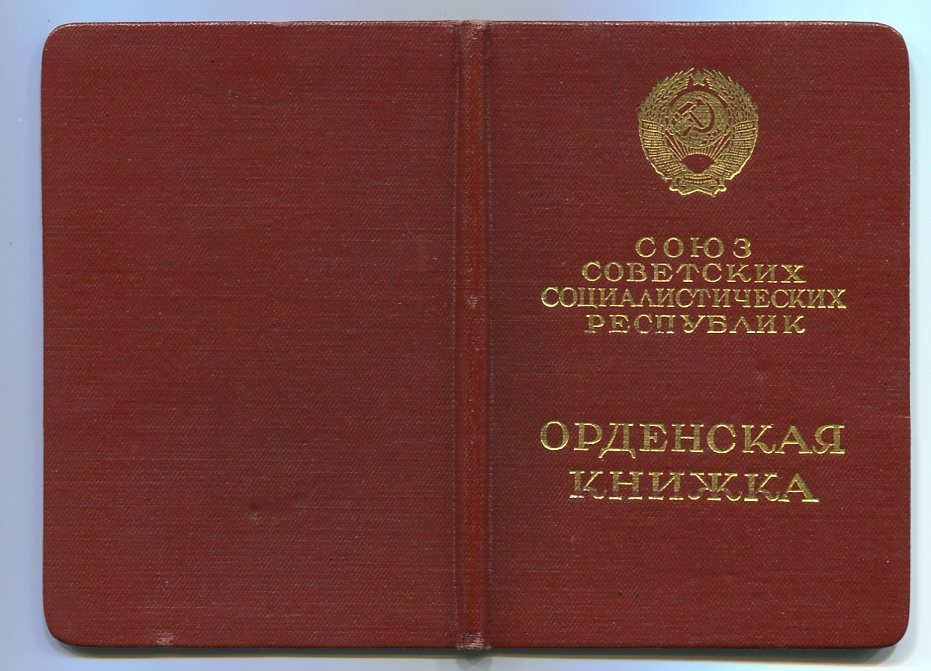 СОЮЗ
СОВЕТСКИХ
СОЦИАЛИСТИЧЕСКИХ
РЕСПУБЛИК
ОРДЕНСКАЯ
КНИЖКА